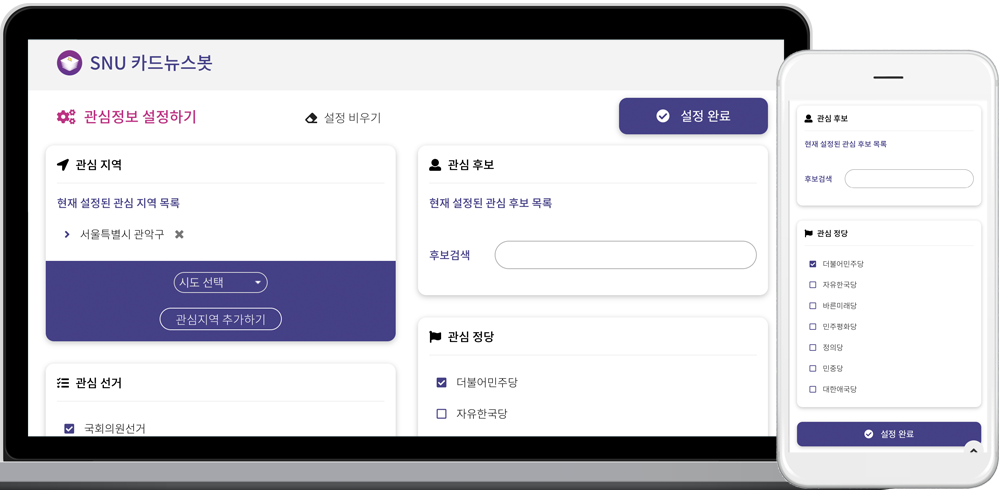 SNU 카드뉴스봇
관심정보 설정하기
설정 비우기
설정 완료
관심 지역
현재 설정된 관심 지역 목록
서울특별시 관악구
시도 선택
관심지역 추가하기
관심 선거
국회의원선거
관심 후보
현재 설정된 관심 후보 목록
후보검색
관심 정당
더불어민주당
자유한국당
관심 후보
현재 설정된 관심 후보 목록
후보검색
관심 정당
더불어민주당
자유한국당
바른미래당
민주평화당
정의당
민중당
대한애국당
설정 완료